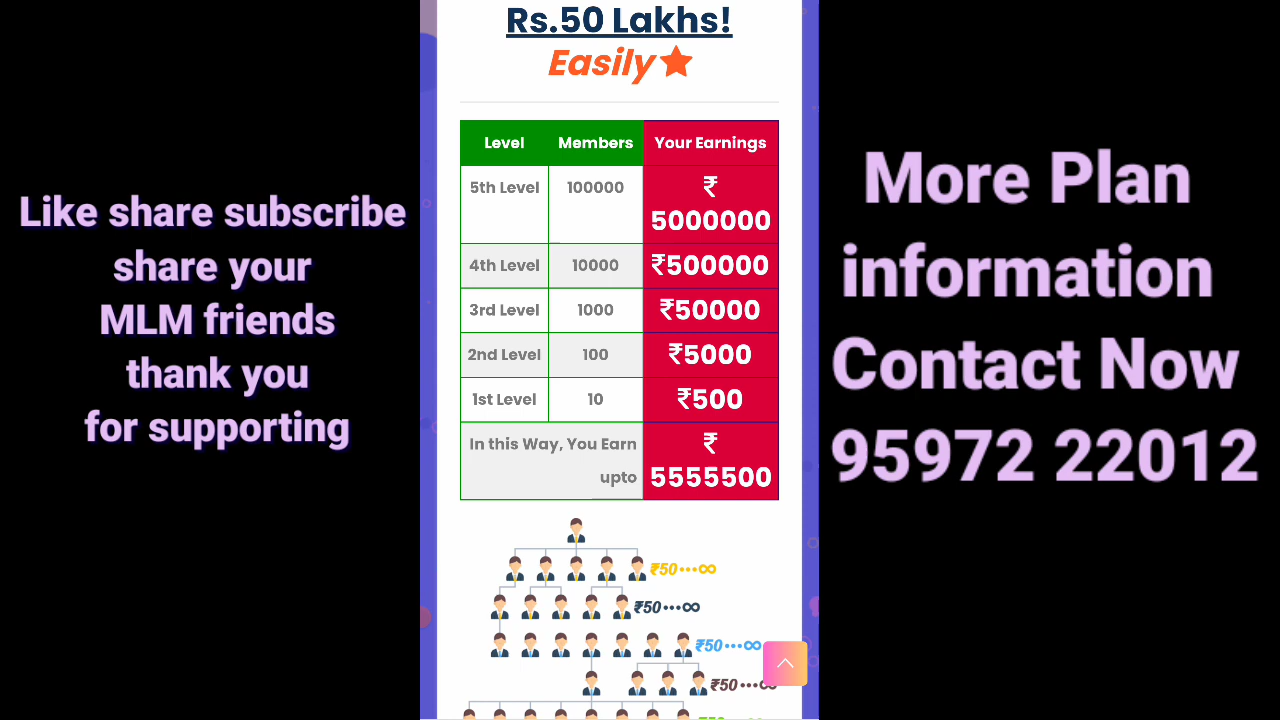 Like share subscribe
share your
MLM friends
thank you
for supporting
Rs.50 Lakhs!
Easily
Level Members Your Earnings
5th Level 100000 ₹
5000000
4th Level 10000 ₹500000
3rd Level 1000 ₹50000
2nd Level 100 ₹5000
1st Level 10 ₹500
In this Way, You Earn
upto
₹
5555500
₹50...∞
₹50...∞
₹50...∞
₹50...∞
More Plan
information
Contact Now
95972 22012